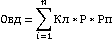 n
Овд = ∑ Кл * Р * Рп
i=1